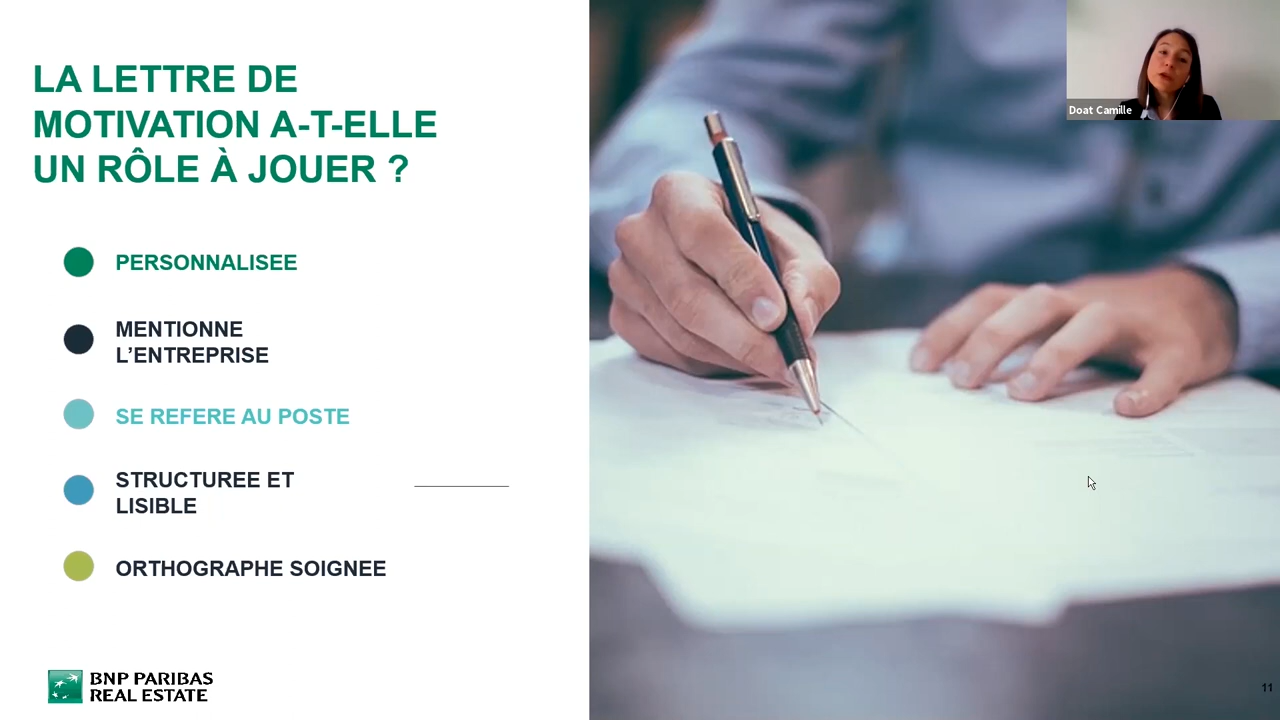 LA LETTRE DE
MOTIVATION A-T-ELLE
UN RÔLE À JOUER ?
PERSONNALISEE
MENTIONNE
L’ENTREPRISE
SE REFERE AU POSTE
STRUCTUREE ET
LISIBLE
ORTHOGRAPHE SOIGNEE
BNP PARIBAS
REAL ESTATE
Doat Camille
11